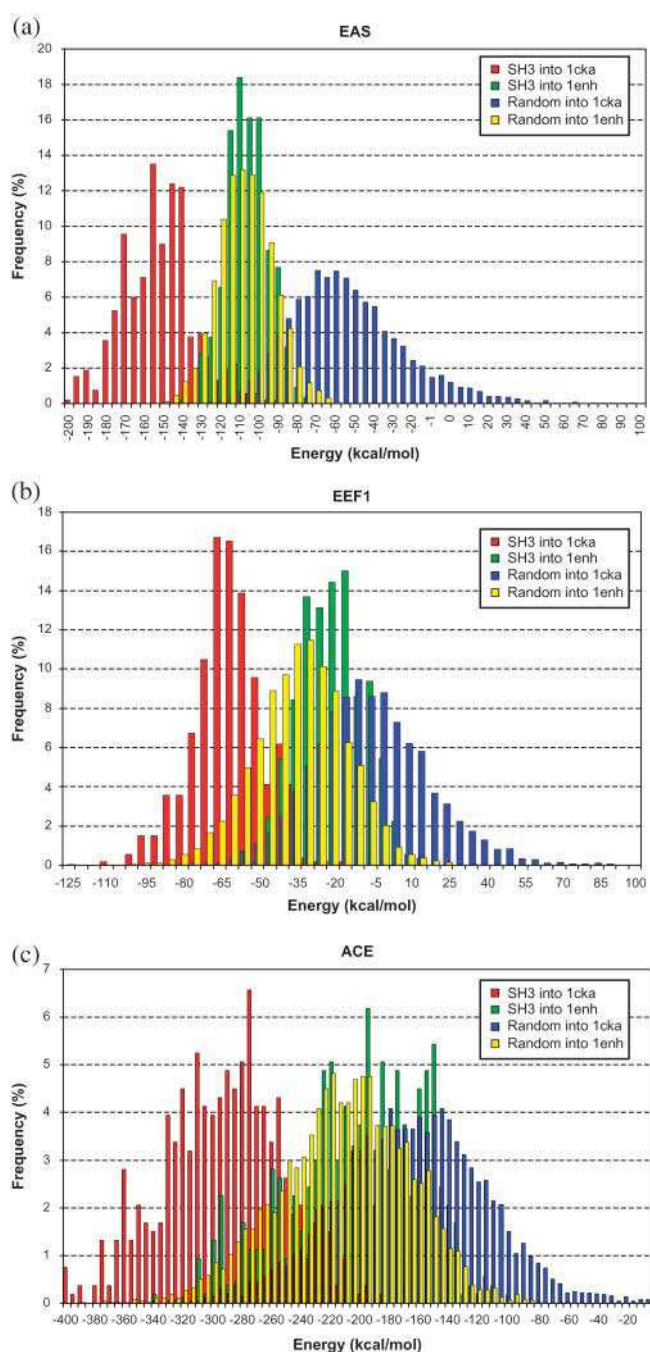 (a)
EAS
20
18
16
14
12
10
8
6
4
2
0
Frequency (%)
SH3 into 1cka
SH3 into 1enh
Random into 1cka
Random into 1enh
-200 -190 -180 -170 -150 -140 -130 -120 -110 -100 -90 -80 -70 -60 -50 -40 -30 -20 -1 0 10 20 30 40 50 60 70 80 90 100
Energy (kcal/mol)
(b)
EEF1
18
16
14
12
10
8
6
4
2
0
Frequency (%)
SH3 into 1cka
SH3 into 1enh
Random into 1cka
Random into 1enh
-125 -110 -95 -80 -65 -50 -35 -20 -5 10 25 40 55 70 85 100
Energy (kcal/mol)
(c)
ACE
7
6
5
4
3
2
1
0
Frequency (%)
SH3 into 1cka
SH3 into 1enh
Random into 1cka
Random into 1enh
-400 -380 -360 -340 -320 -300 -280 -260 -240 -220 -200 -180 -160 -140 -120 -100 -80 -60 -40 -20
Energy (kcal/mol)